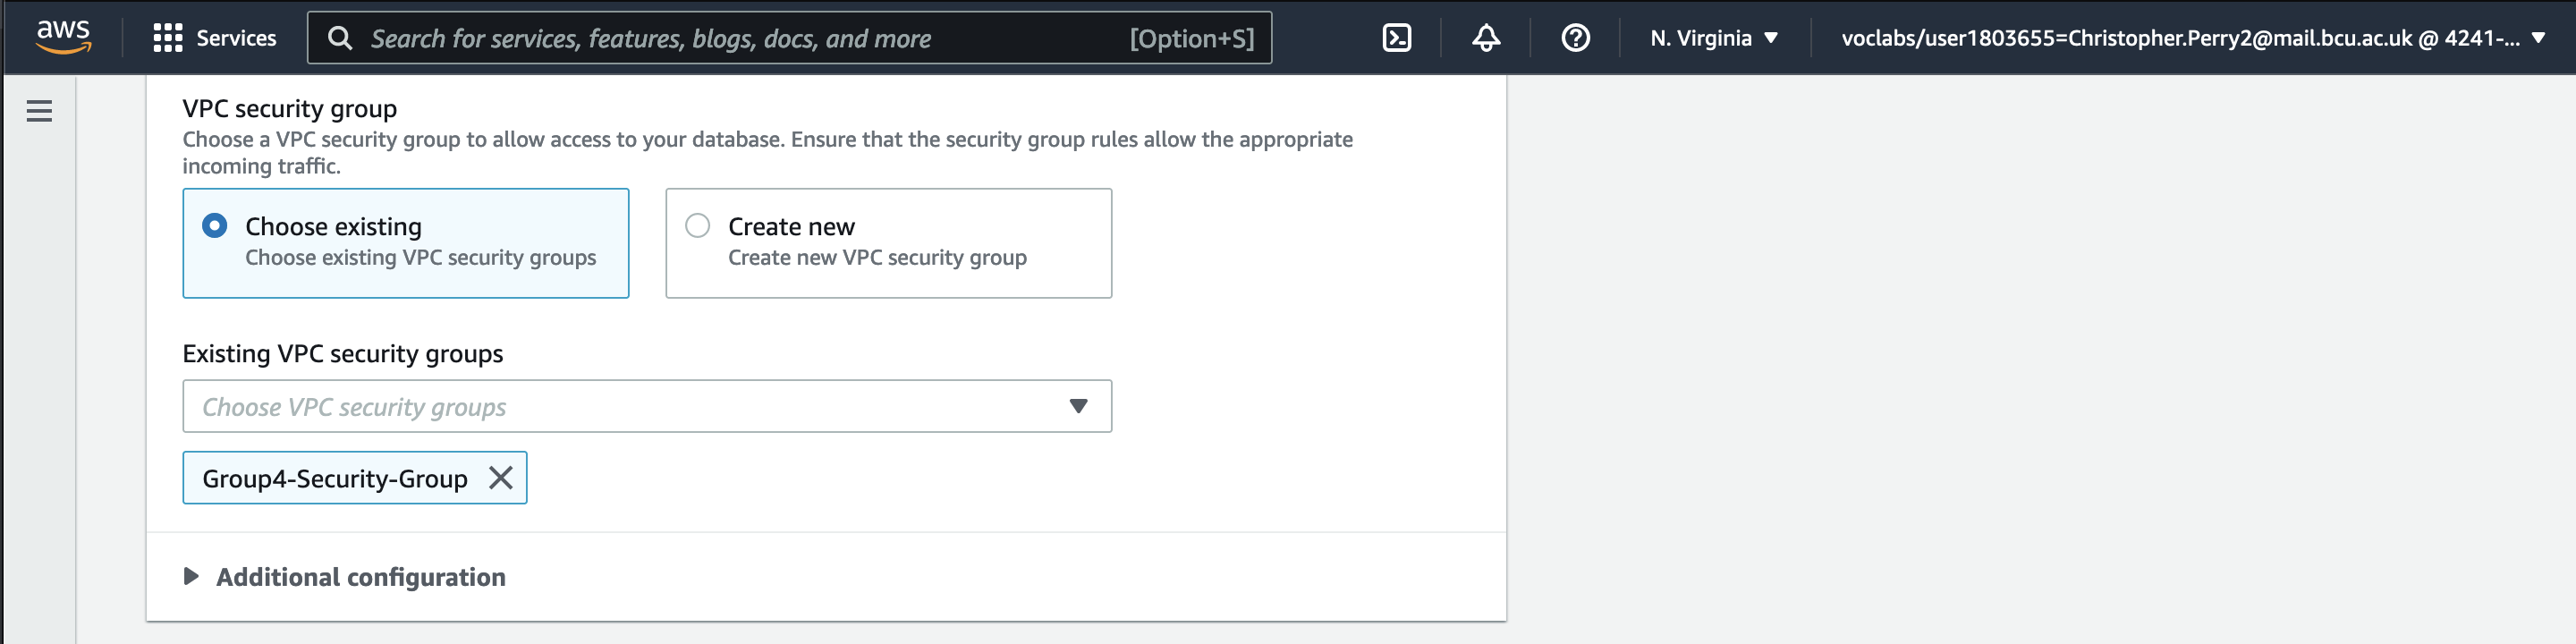 aws
Services
Search for services, features, blogs, docs, and more
[Option+S]
N. Virginia
voclabs/user1803655=Christopher.Perry2@mail.bcu.ac.uk @ 4241-...
VPC security group
Choose a VPC security group to allow access to your database. Ensure that the security group rules allow the appropriate
incoming traffic.
Choose existing
Choose existing VPC security groups
Create new
Create new VPC security group
Existing VPC security groups
Choose VPC security groups
Group4-Security-Group
Additional configuration